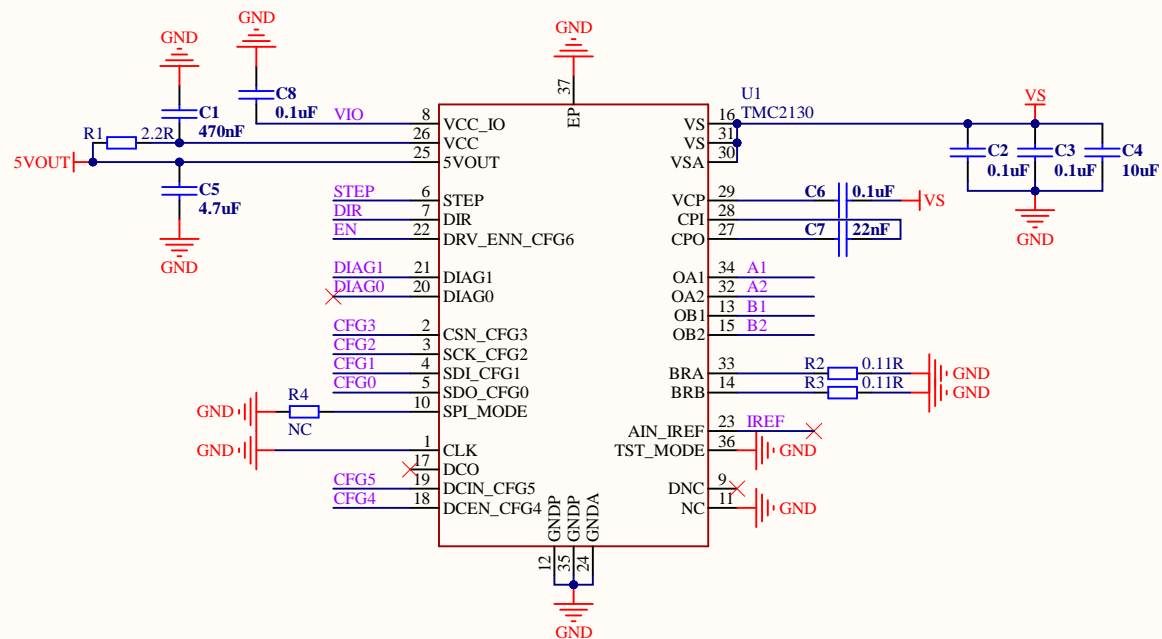 GND
GND
GND
C8
0.1uF
C1
470nF
R1
2.2R
5VOUT
C5
4.7uF
GND
VIO
8
VCC_IO
26
VCC
25
5VOUT
STEP
6
STEP
DIR
7
DIR
EN
22
DRV_ENN_CFG6
DIAG1
21
DIAG1
DIAG0
20
DIAG0
CFG3
2
CSN_CFG3
CFG2
3
SCK_CFG2
CFG1
4
SDI_CFG1
CFG0
5
SDO_CFG0
R4
NC
GND
10
SPI_MODE
GND
1
CLK
17
DCO
CFG5
19
DCIN_CFG5
CFG4
18
DCEN_CFG4
37
EP
U1
TMC2130
VS
16
VS
31
VSA
30
VS
C2
0.1uF
C3
0.1uF
C4
10uF
GND
VCP
29
C6
0.1uF
VS
CPI
28
CPO
27
C7
22nF
OA1
34
A1
OA2
32
A2
OB1
13
B1
OB2
15
B2
BRA
33
R2
0.11R
GND
BRB
14
R3
0.11R
GND
AIN_IREF
23
IREF
TST_MODE
36
GND
DNC
9
NC
11
GND
GNDP
GNDP
GNDA
12
35
24
GND